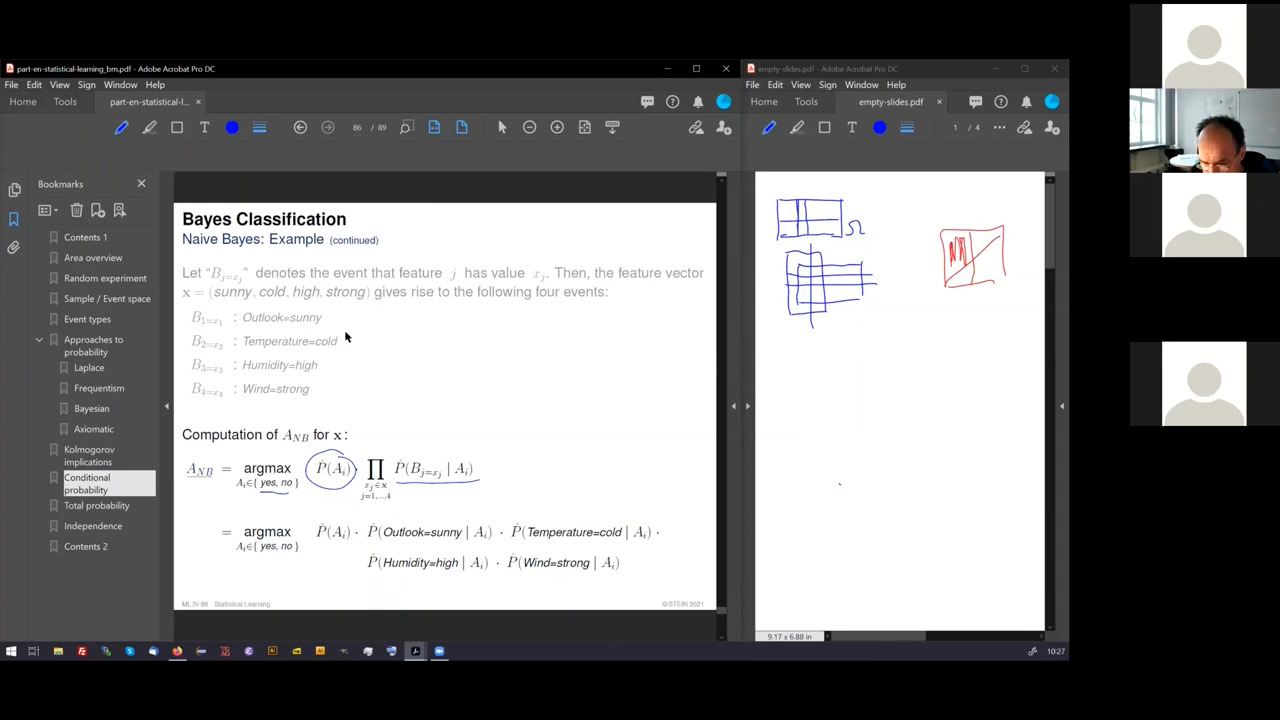 part-en-statistical-learning_bm.pdf - Adobe Acrobat Pro DC
File Edit View Sign Window Help
Home Tools part-en-statistical-l... ×
86 / 89
Bookmarks
Contents 1
Area overview
Random experiment
Sample / Event space
Event types
Approaches to
probability
Laplace
Frequentism
Bayesian
Axiomatic
Kolmogorov
implications
Conditional
probability
Total probability
Independence
Contents 2
Bayes Classification
Naive Bayes: Example (continued)
Let “B_{j=x_j}” denotes the event that feature j has value x_j. Then, the feature vector
x = (sunny, cold, high, strong) gives rise to the following four events:
B_{1=x_1} : Outlook=sunny
B_{2=x_2} : Temperature=cold
B_{3=x_3} : Humidity=high
B_{4=x_4} : Wind=strong
Computation of A_{NB} for x:
A_{NB} = argmax_{A_i∈{ yes, no }} P̂(A_i) · ∏_{x_j∈x, j=1,...,4} P̂(B_{j=x_j} | A_i)
= argmax_{A_i∈{ yes, no }} P̂(A_i) · P̂(Outlook=sunny | A_i) · P̂(Temperature=cold | A_i) ·
P̂(Humidity=high | A_i) · P̂(Wind=strong | A_i)
ML:IV-86 Statistical Learning © STEIN 2021
empty-slides.pdf - Adobe Acrobat Pro DC
File Edit View Sign Window Help
Home Tools empty-slides.pdf ×
1 / 4
Ω
9.17 x 6.88 in
10:27